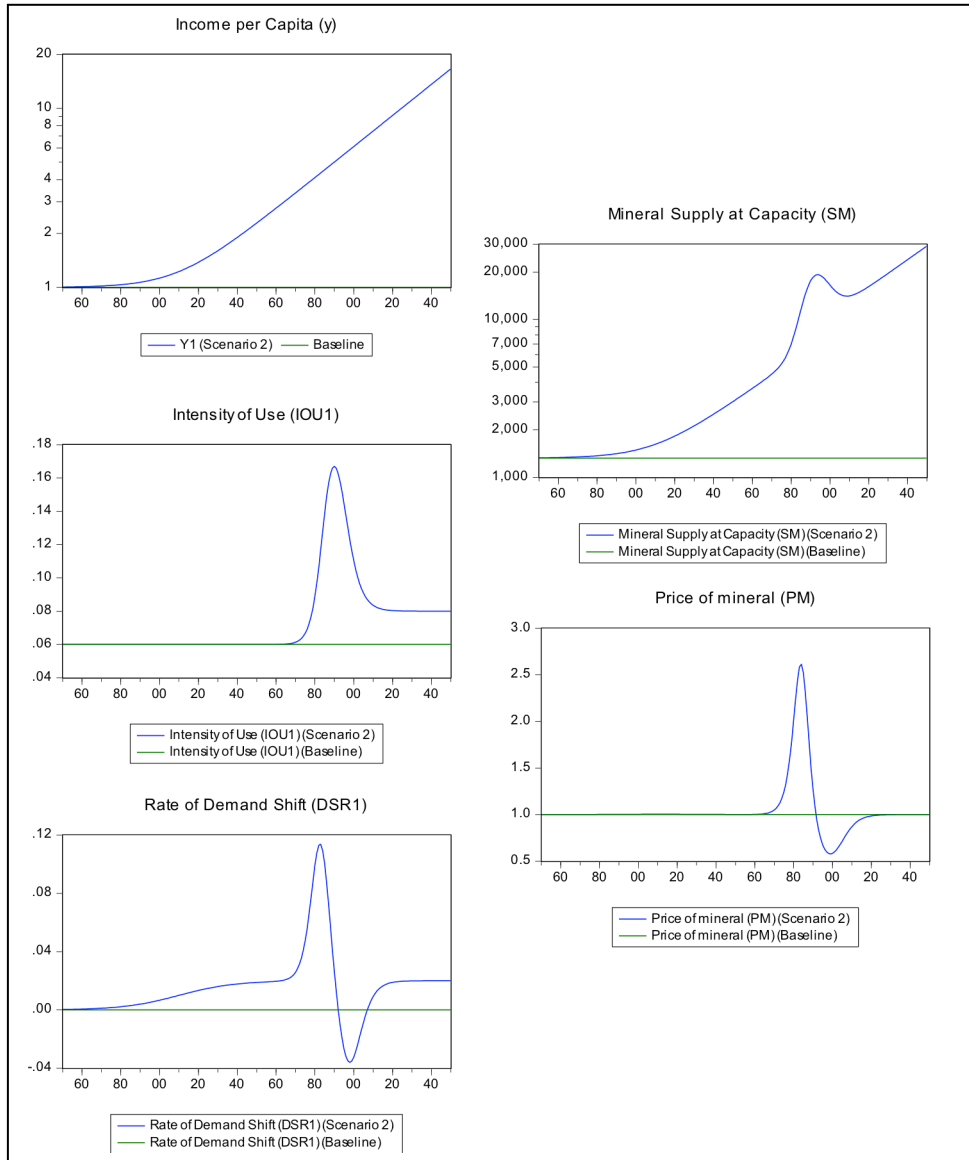 Income per Capita (y)
20
10
8
6
4
3
2
1
60 80 00 20 40 60 80 00 20 40
Y1 (Scenario 2) Baseline
Intensity of Use (IOU1)
.18
.16
.14
.12
.10
.08
.06
.04
60 80 00 20 40 60 80 00 20 40
Intensity of Use (IOU1) (Scenario 2)
Intensity of Use (IOU1) (Baseline)
Rate of Demand Shift (DSR1)
.12
.08
.04
.00
-.04
60 80 00 20 40 60 80 00 20 40
Rate of Demand Shift (DSR1) (Scenario 2)
Rate of Demand Shift (DSR1) (Baseline)
Mineral Supply at Capacity (SM)
30,000
20,000
10,000
7,000
5,000
3,000
2,000
1,000
60 80 00 20 40 60 80 00 20 40
Mineral Supply at Capacity (SM) (Scenario 2)
Mineral Supply at Capacity (SM) (Baseline)
Price of mineral (PM)
3.0
2.5
2.0
1.5
1.0
0.5
60 80 00 20 40 60 80 00 20 40
Price of mineral (PM) (Scenario 2)
Price of mineral (PM) (Baseline)